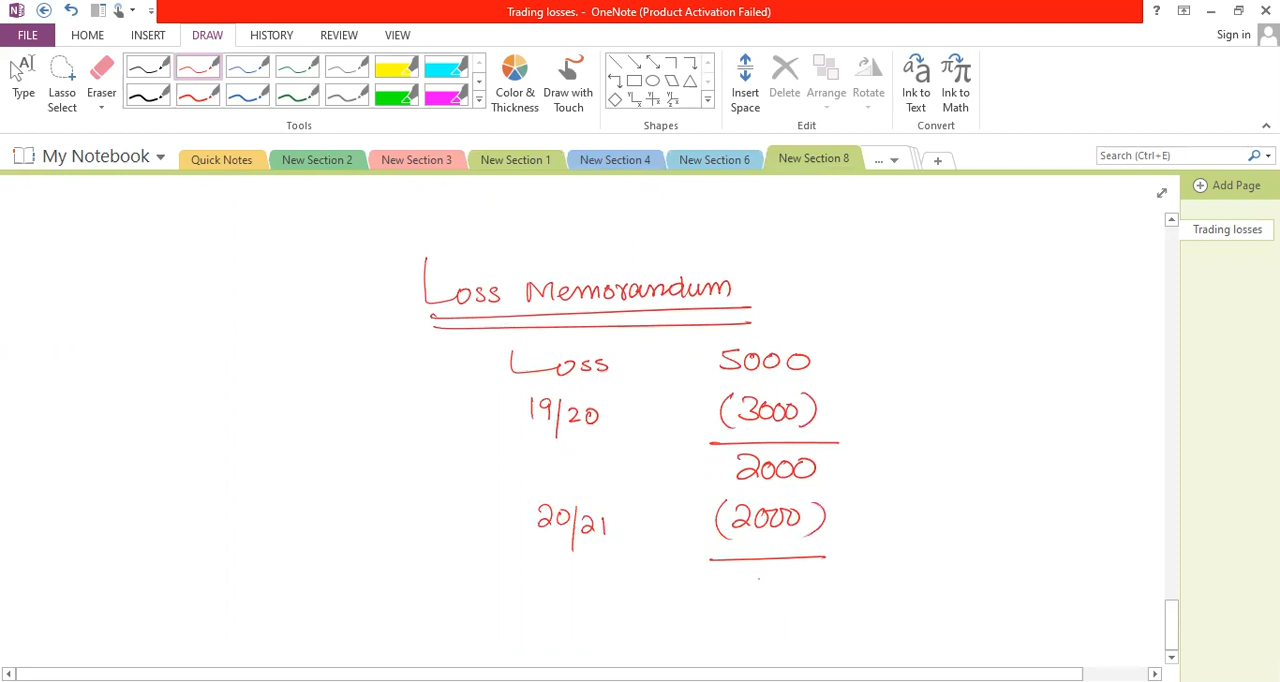 Trading losses. - OneNote (Product Activation Failed)
?
FILE HOME INSERT DRAW HISTORY REVIEW VIEW Sign in
Type Lasso Select Eraser Color & Thickness Draw with Touch Insert Space Delete Arrange Rotate Ink to Text Ink to Math
Tools Shapes Edit Convert
My Notebook Quick Notes New Section 2 New Section 3 New Section 1 New Section 4 New Section 6 New Section 8 ... Search (Ctrl+E)
Add Page
Trading losses
Loss Memorandum
Loss 5000
19/20 (3000)
2000
20/21 (2000)